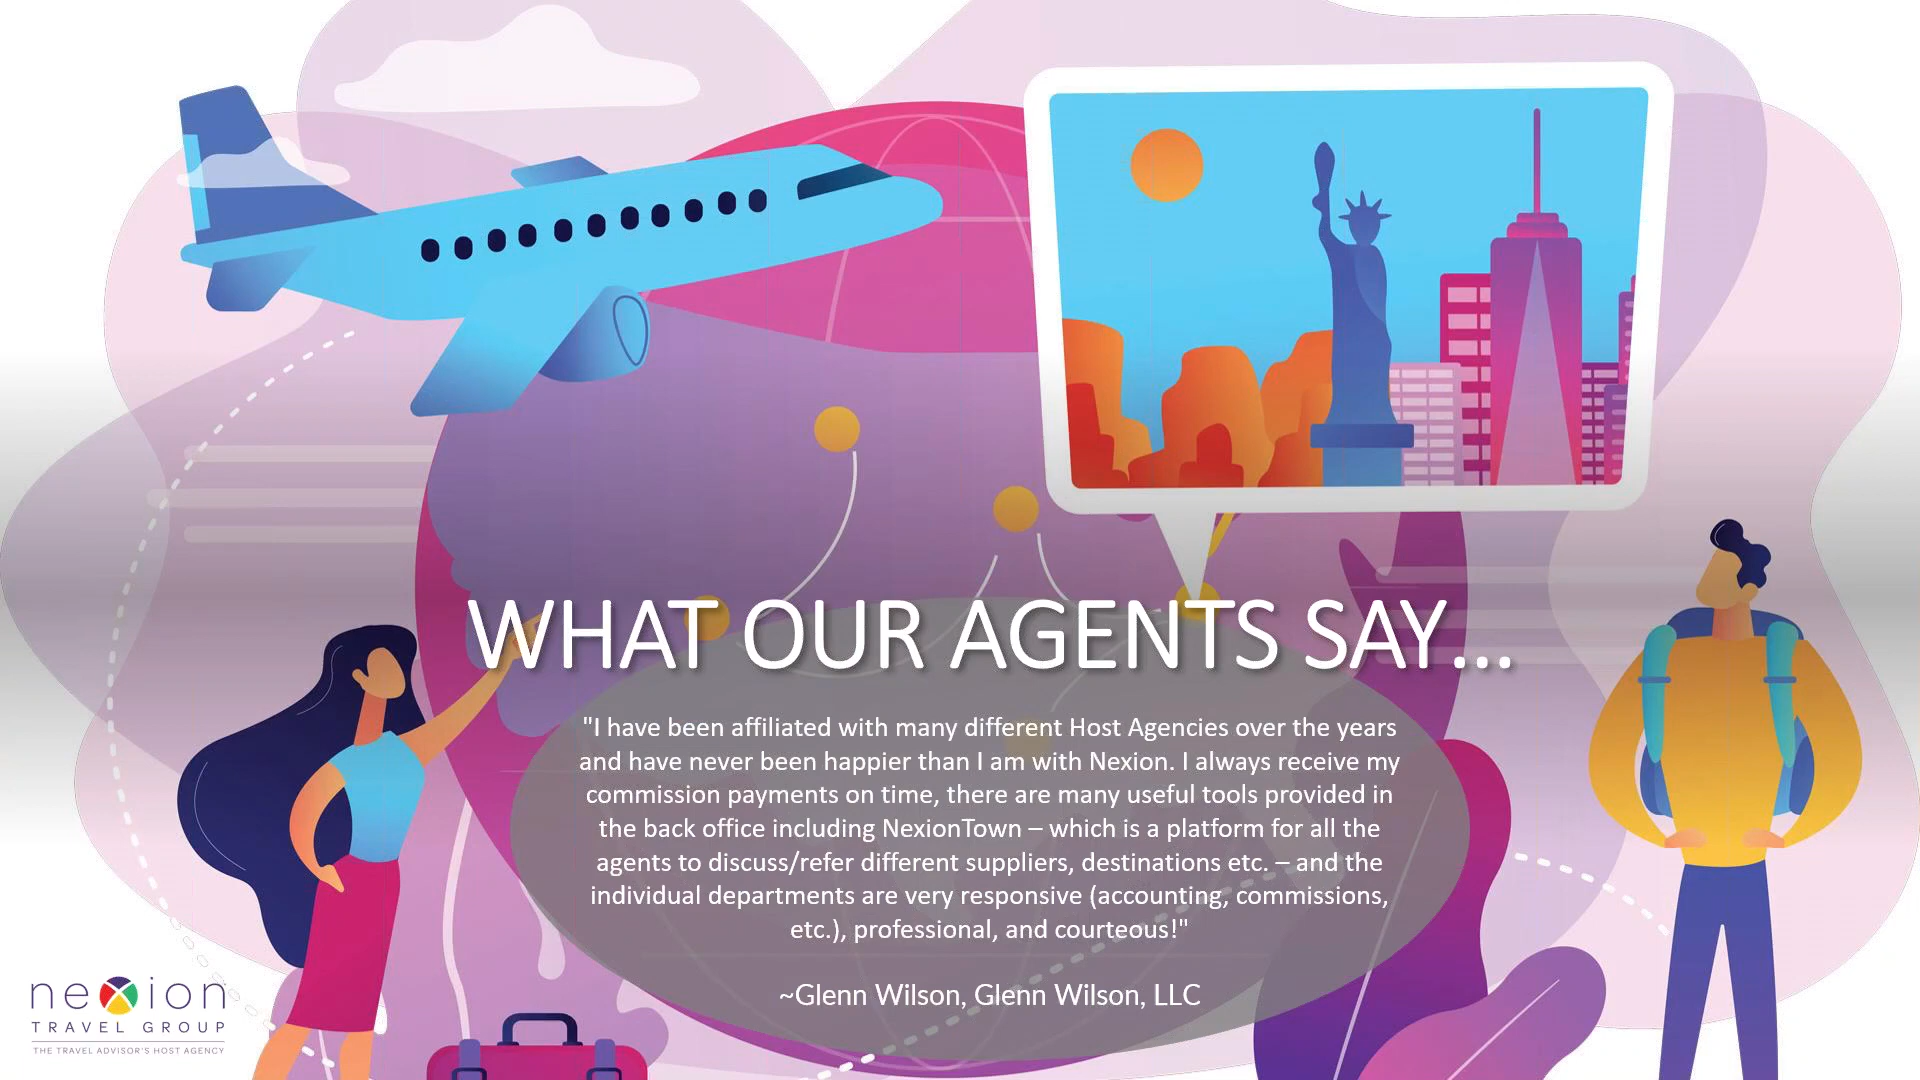 WHAT OUR AGENTS SAY...
"I have been affiliated with many different Host Agencies over the years
and have never been happier than I am with Nexion. I always receive my
commission payments on time, there are many useful tools provided in
the back office including NexionTown – which is a platform for all the
agents to discuss/refer different suppliers, destinations etc. – and the
individual departments are very responsive (accounting, commissions,
etc.), professional, and courteous!"
~Glenn Wilson, Glenn Wilson, LLC
nexion
TRAVEL GROUP
THE TRAVEL ADVISOR'S HOST AGENCY